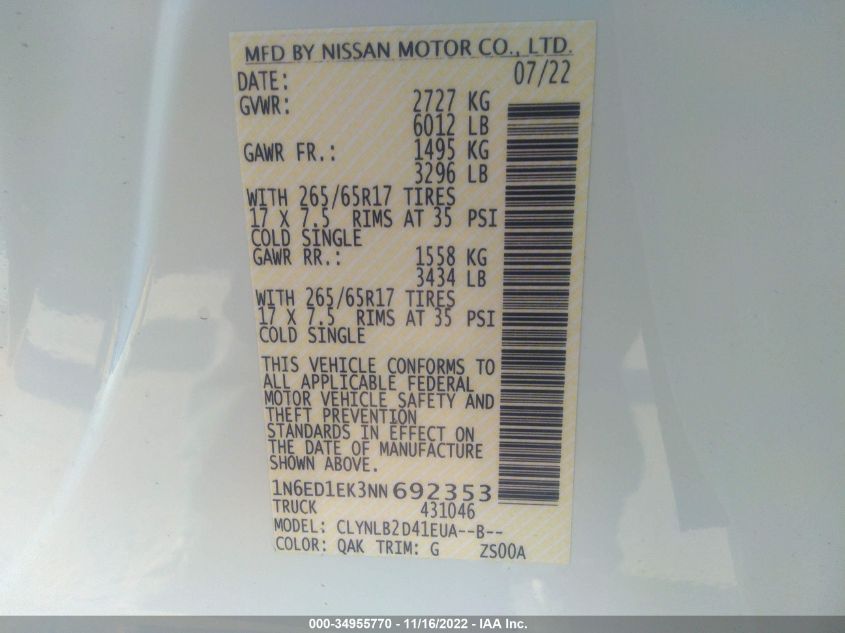 MFD BY NISSAN MOTOR CO., LTD.
DATE: 07/22
GVWR: 2727 KG
6012 LB
GAWR FR.: 1495 KG
3296 LB
WITH 265/65R17 TIRES
17 X 7.5 RIMS AT 35 PSI
COLD SINGLE
GAWR RR.: 1558 KG
3434 LB
WITH 265/65R17 TIRES
17 X 7.5 RIMS AT 35 PSI
COLD SINGLE
THIS VEHICLE CONFORMS TO
ALL APPLICABLE FEDERAL
MOTOR VEHICLE SAFETY AND
THEFT PREVENTION
STANDARDS IN EFFECT ON
THE DATE OF MANUFACTURE
SHOWN ABOVE.
1N6ED1EK3NN692353
TRUCK 431046
MODEL: CLYNLB2D41EUA--B--
COLOR: QAK TRIM: G ZS00A
000-34955770 - 11/16/2022 - IAA Inc.